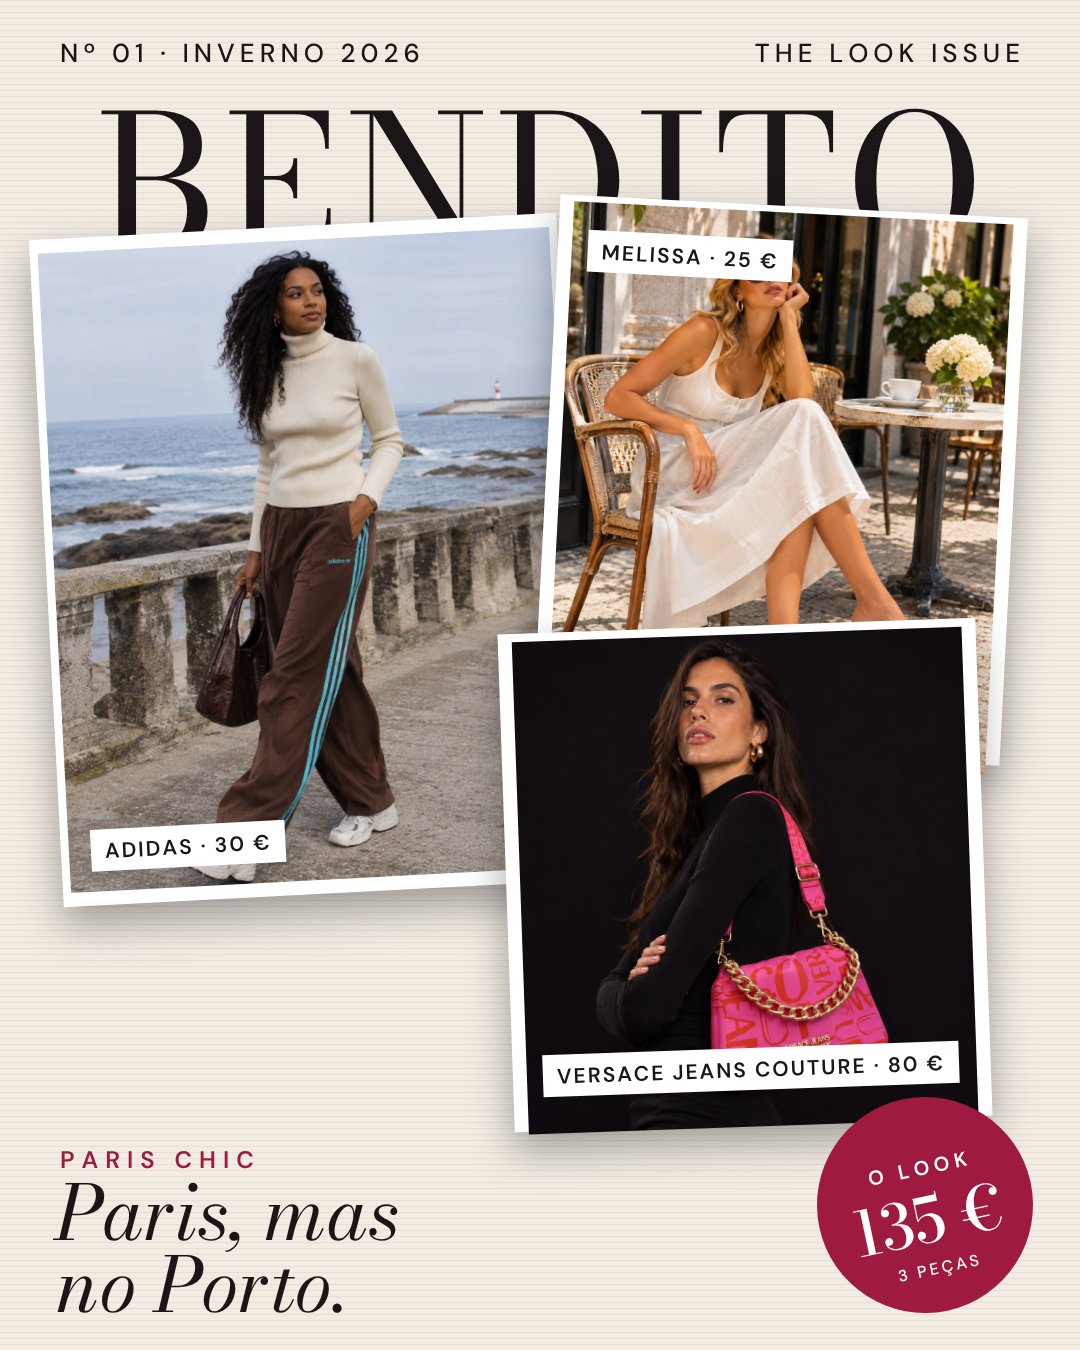 Nº 01 · INVERNO 2026
THE LOOK ISSUE
BENDITO
MELISSA · 25 €
adidas
ADIDAS · 30 €
VERSACE JEANS COUTURE · 80 €
PARIS CHIC
Paris, mas
no Porto.
O LOOK
135 €
3 PEÇAS